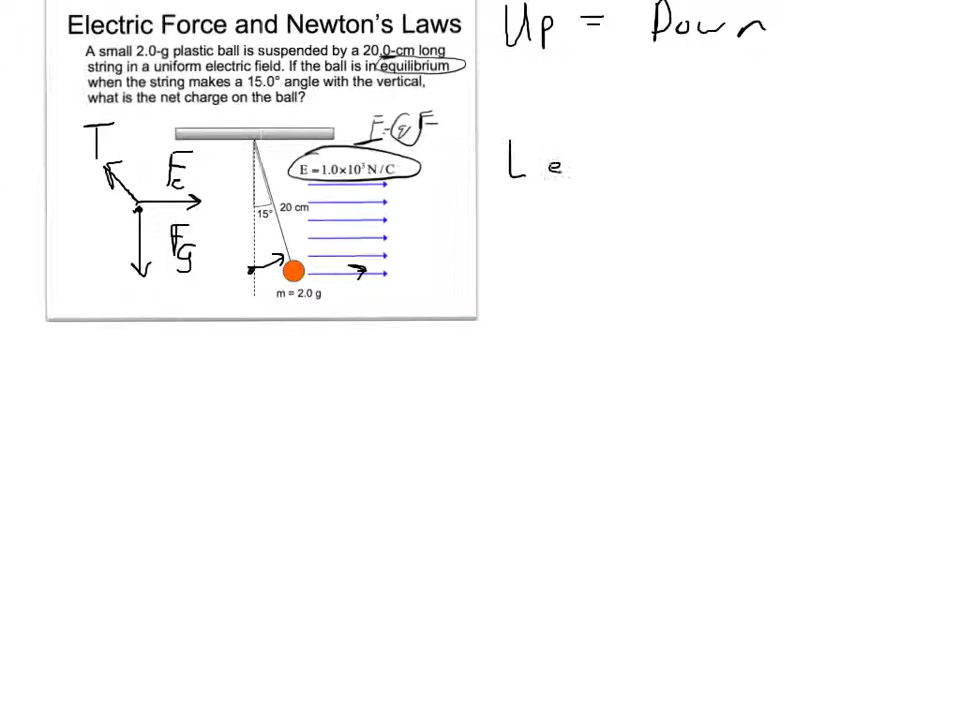 Electric Force and Newton's Laws
Up = Down
A small 2.0-g plastic ball is suspended by a 20.0-cm long
string in a uniform electric field. If the ball is in equilibrium
when the string makes a 15.0° angle with the vertical,
what is the net charge on the ball?
T
Fe
E = 1.0×10³ N/C
Le
15°
20 cm
Fg
m = 2.0 g